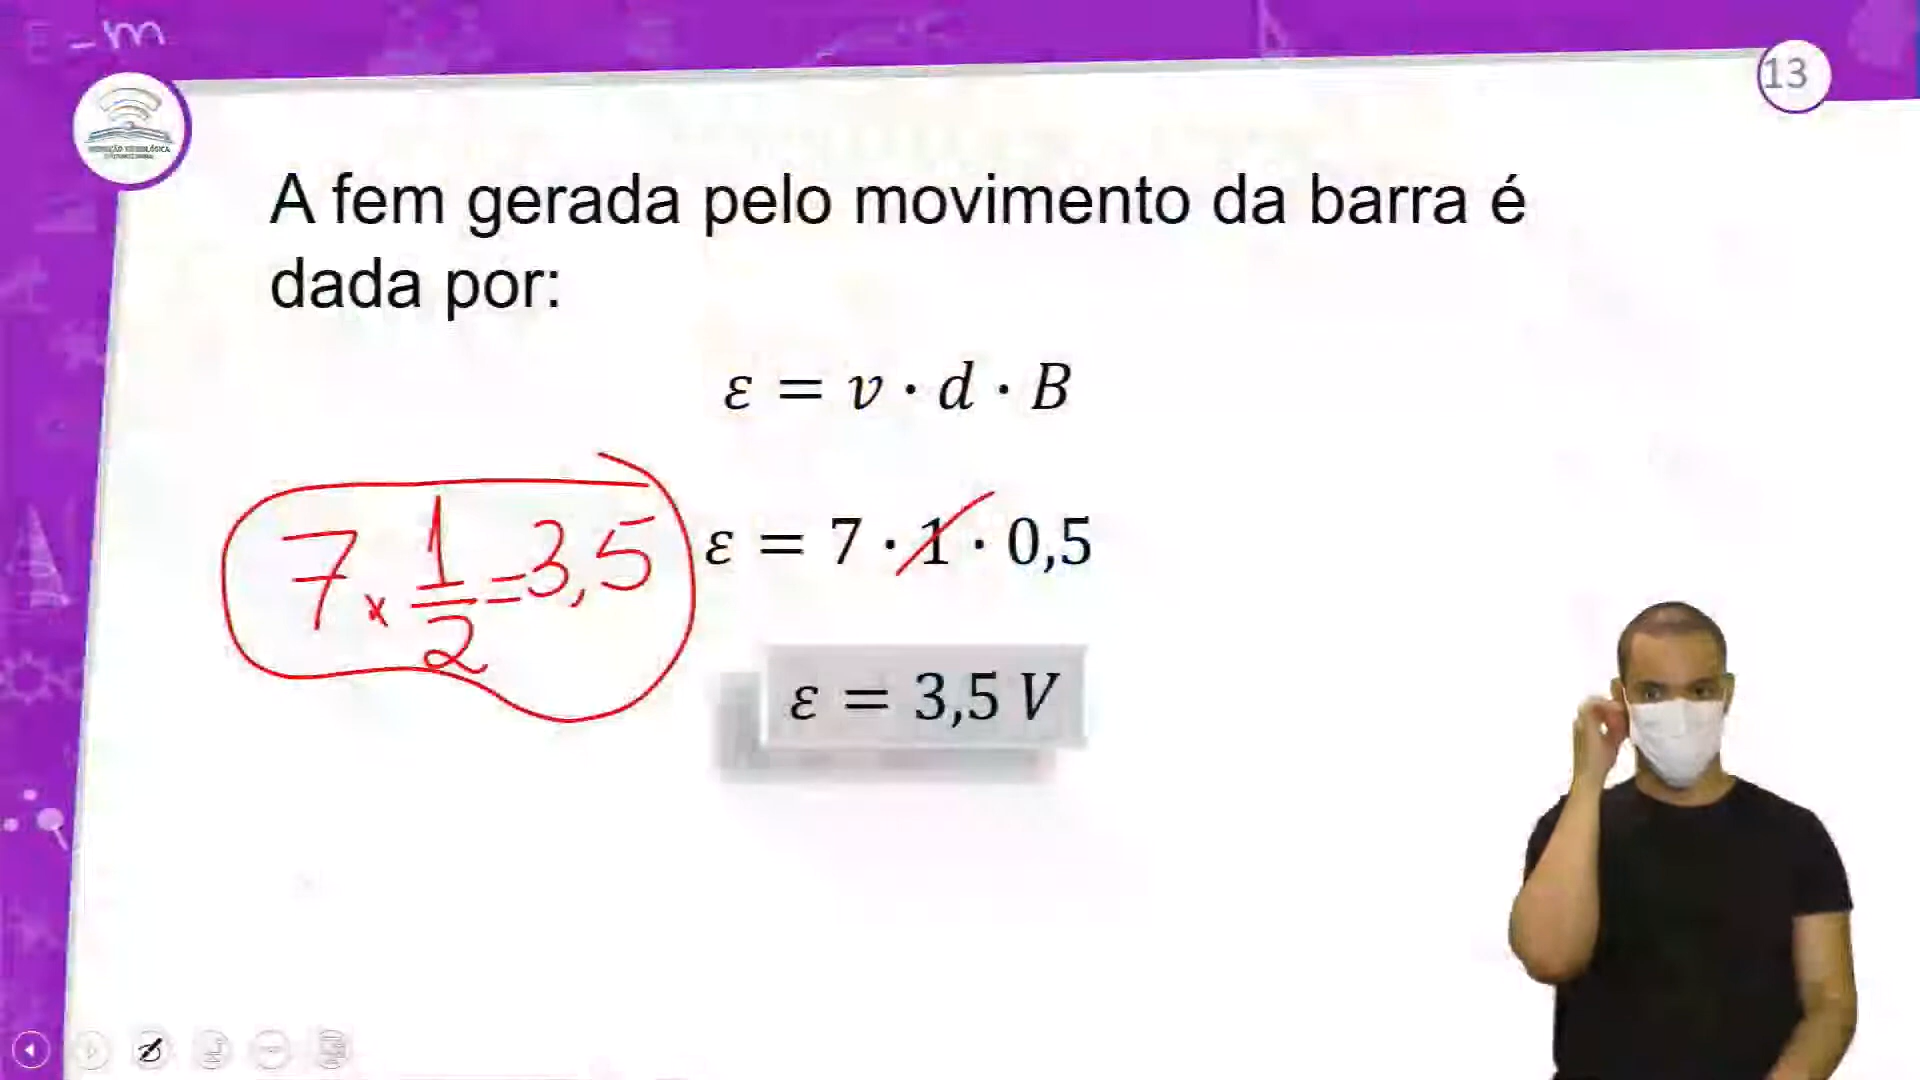 13
A fem gerada pelo movimento da barra é
dada por:
ε = v · d · B
7 × 1/2 = 3,5
ε = 7 · 1 · 0,5
ε = 3,5 V